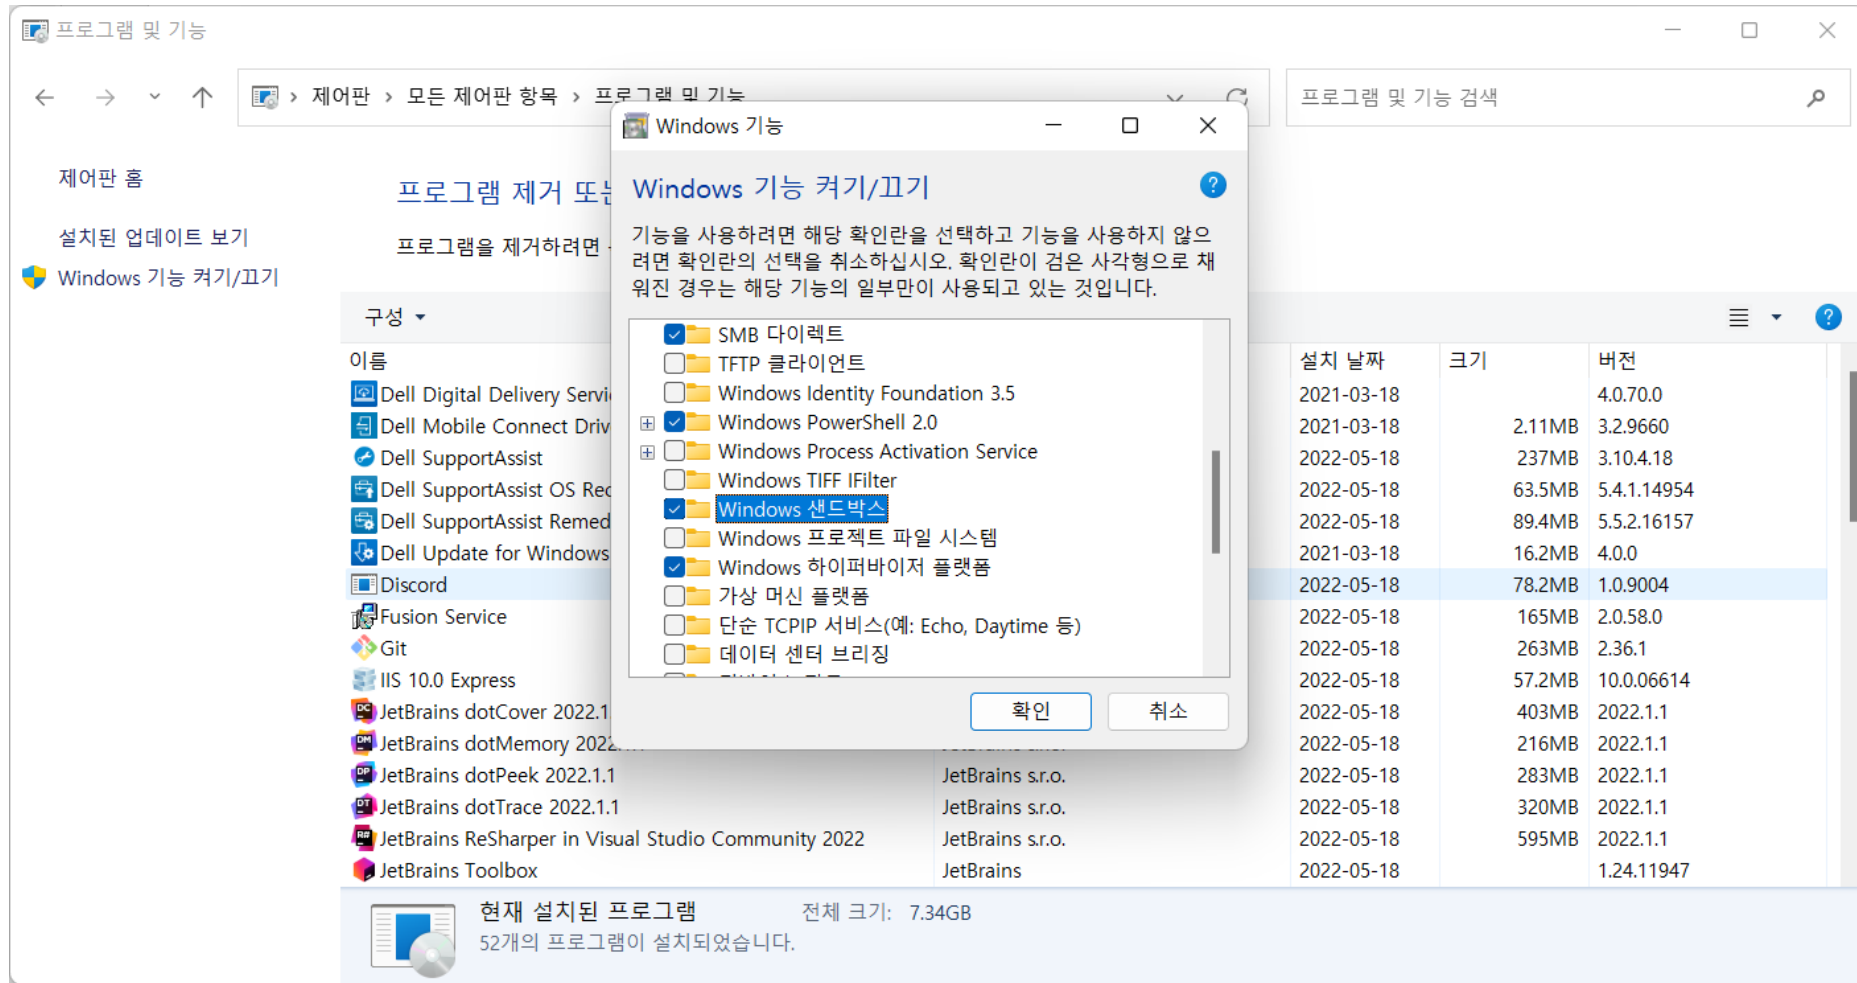 프로그램 및 기능
제어판 > 모든 제어판 항목 > 프로그램 및 기능
프로그램 및 기능 검색
제어판 홈
설치된 업데이트 보기
Windows 기능 켜기/끄기
프로그램 제거 또는
프로그램을 제거하려면
구성
이름 설치 날짜 크기 버전
Dell Digital Delivery Servi 2021-03-18 4.0.70.0
Dell Mobile Connect Driv 2021-03-18 2.11MB 3.2.9660
Dell SupportAssist 2022-05-18 237MB 3.10.4.18
Dell SupportAssist OS Rec 2022-05-18 63.5MB 5.4.1.14954
Dell SupportAssist Remed 2022-05-18 89.4MB 5.5.2.16157
Dell Update for Windows 2021-03-18 16.2MB 4.0.0
Discord 2022-05-18 78.2MB 1.0.9004
Fusion Service 2022-05-18 165MB 2.0.58.0
Git 2022-05-18 263MB 2.36.1
IIS 10.0 Express 2022-05-18 57.2MB 10.0.06614
JetBrains dotCover 2022.1 2022-05-18 403MB 2022.1.1
JetBrains dotMemory 2022.1.1 JetBrains s.r.o. 2022-05-18 216MB 2022.1.1
JetBrains dotPeek 2022.1.1 JetBrains s.r.o. 2022-05-18 283MB 2022.1.1
JetBrains dotTrace 2022.1.1 JetBrains s.r.o. 2022-05-18 320MB 2022.1.1
JetBrains ReSharper in Visual Studio Community 2022 JetBrains s.r.o. 2022-05-18 595MB 2022.1.1
JetBrains Toolbox JetBrains 2022-05-18 1.24.11947
현재 설치된 프로그램 전체 크기: 7.34GB
52개의 프로그램이 설치되었습니다.
Windows 기능
Windows 기능 켜기/끄기
기능을 사용하려면 해당 확인란을 선택하고 기능을 사용하지 않으
려면 확인란의 선택을 취소하십시오. 확인란이 검은 사각형으로 채
워진 경우는 해당 기능의 일부만이 사용되고 있는 것입니다.
SMB 다이렉트
TFTP 클라이언트
Windows Identity Foundation 3.5
Windows PowerShell 2.0
Windows Process Activation Service
Windows TIFF IFilter
Windows 샌드박스
Windows 프로젝트 파일 시스템
Windows 하이퍼바이저 플랫폼
가상 머신 플랫폼
단순 TCPIP 서비스(예: Echo, Daytime 등)
데이터 센터 브리징
확인
취소